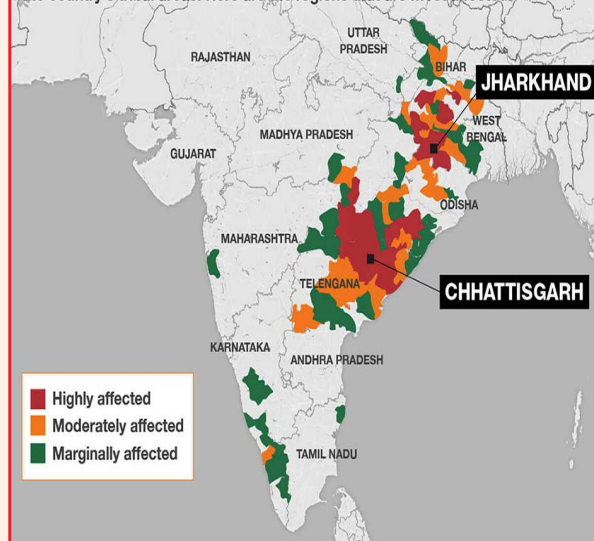 UTTAR
PRADESH
RAJASTHAN
BIHAR
JHARKHAND
WEST
BENGAL
MADHYA PRADESH
GUJARAT
ODISHA
MAHARASHTRA
TELENGANA
CHHATTISGARH
KARNATAKA
ANDHRA PRADESH
Highly affected
Moderately affected
Marginally affected
TAMIL NADU